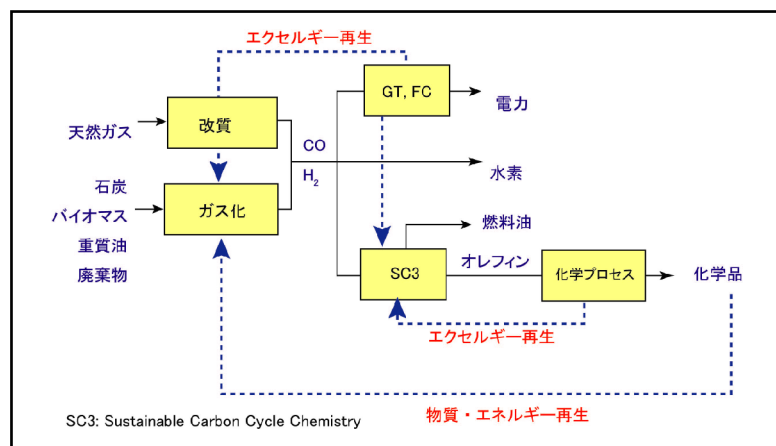 エクセルギー再生
GT, FC
電力
天然ガス
改質
CO
H2
水素
石炭
バイオマス
重質油
廃棄物
ガス化
燃料油
SC3
オレフィン
化学プロセス
化学品
エクセルギー再生
物質・エネルギー再生
SC3: Sustainable Carbon Cycle Chemistry